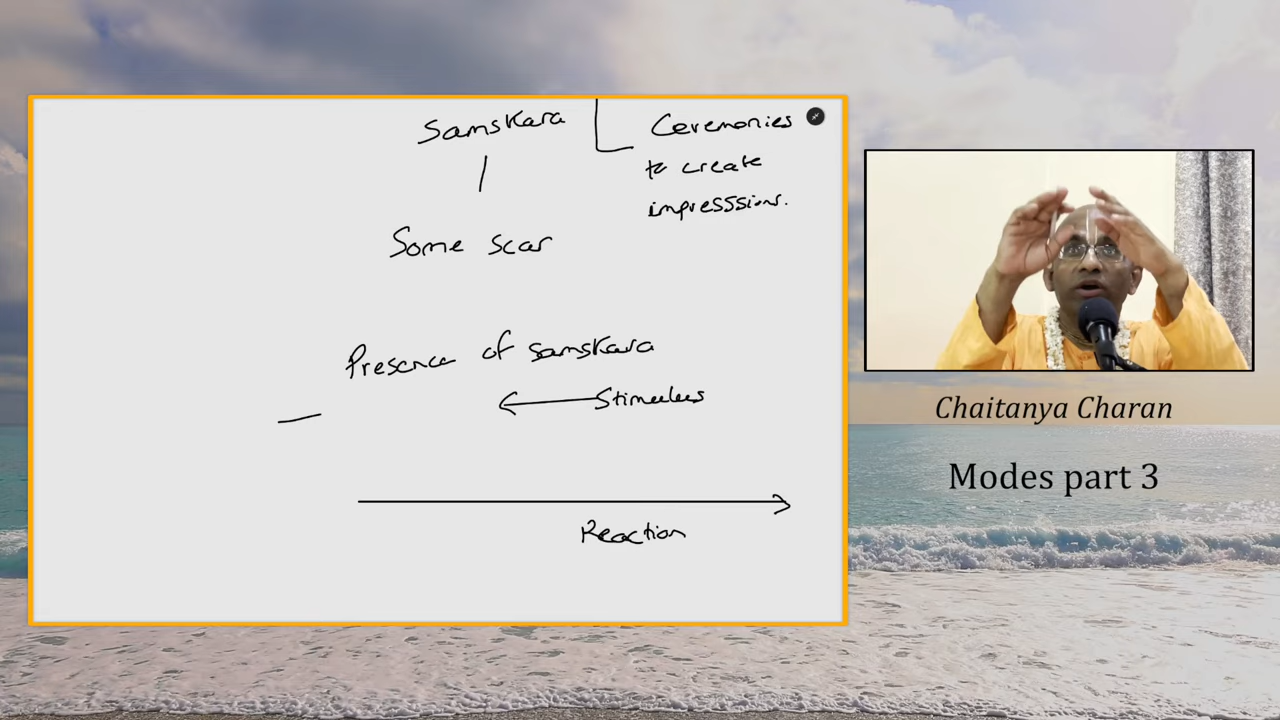 Samskara
Ceremonies
to create
impresssions.
Some scar
Presence of samskara
Stimulus
Reaction
Chaitanya Charan
Modes part 3